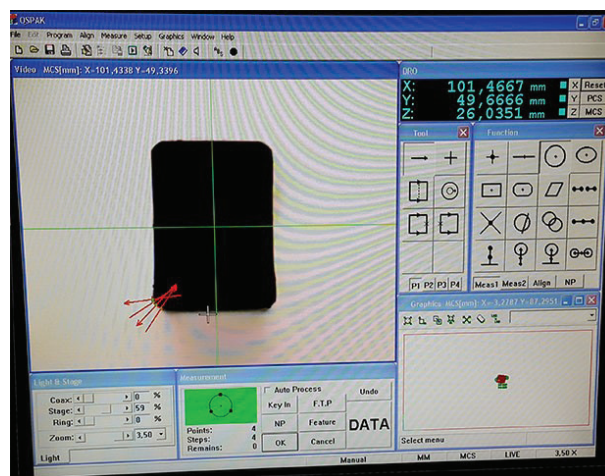 QSPAK
File Edit Program Align Measure Setup Graphics Window Help
Video MCS[mm]: X-101,4338 Y-49,3396
DRO
X: 101,4667 mm X Reset
Y: 49,6666 mm Y PCS
Z: 26,0351 mm Z MCS
Tool
Function
P1 P2 P3 P4
Meas1 Meas2 Align NP
Graphics MCS[mm]: X=-3,7787 Y=87,2951
Select menu
Light & Stage
Coax: 0 %
Stage: 59 %
Ring: 0 %
Zoom: 3,50
Light
Measurement
Points: 4
Steps: 4
Remains: 0
Auto Process
Undo
Key In
F.T.P
NP
Feature
DATA
OK
Cancel
Manual MM MCS LIVE 3,50 X